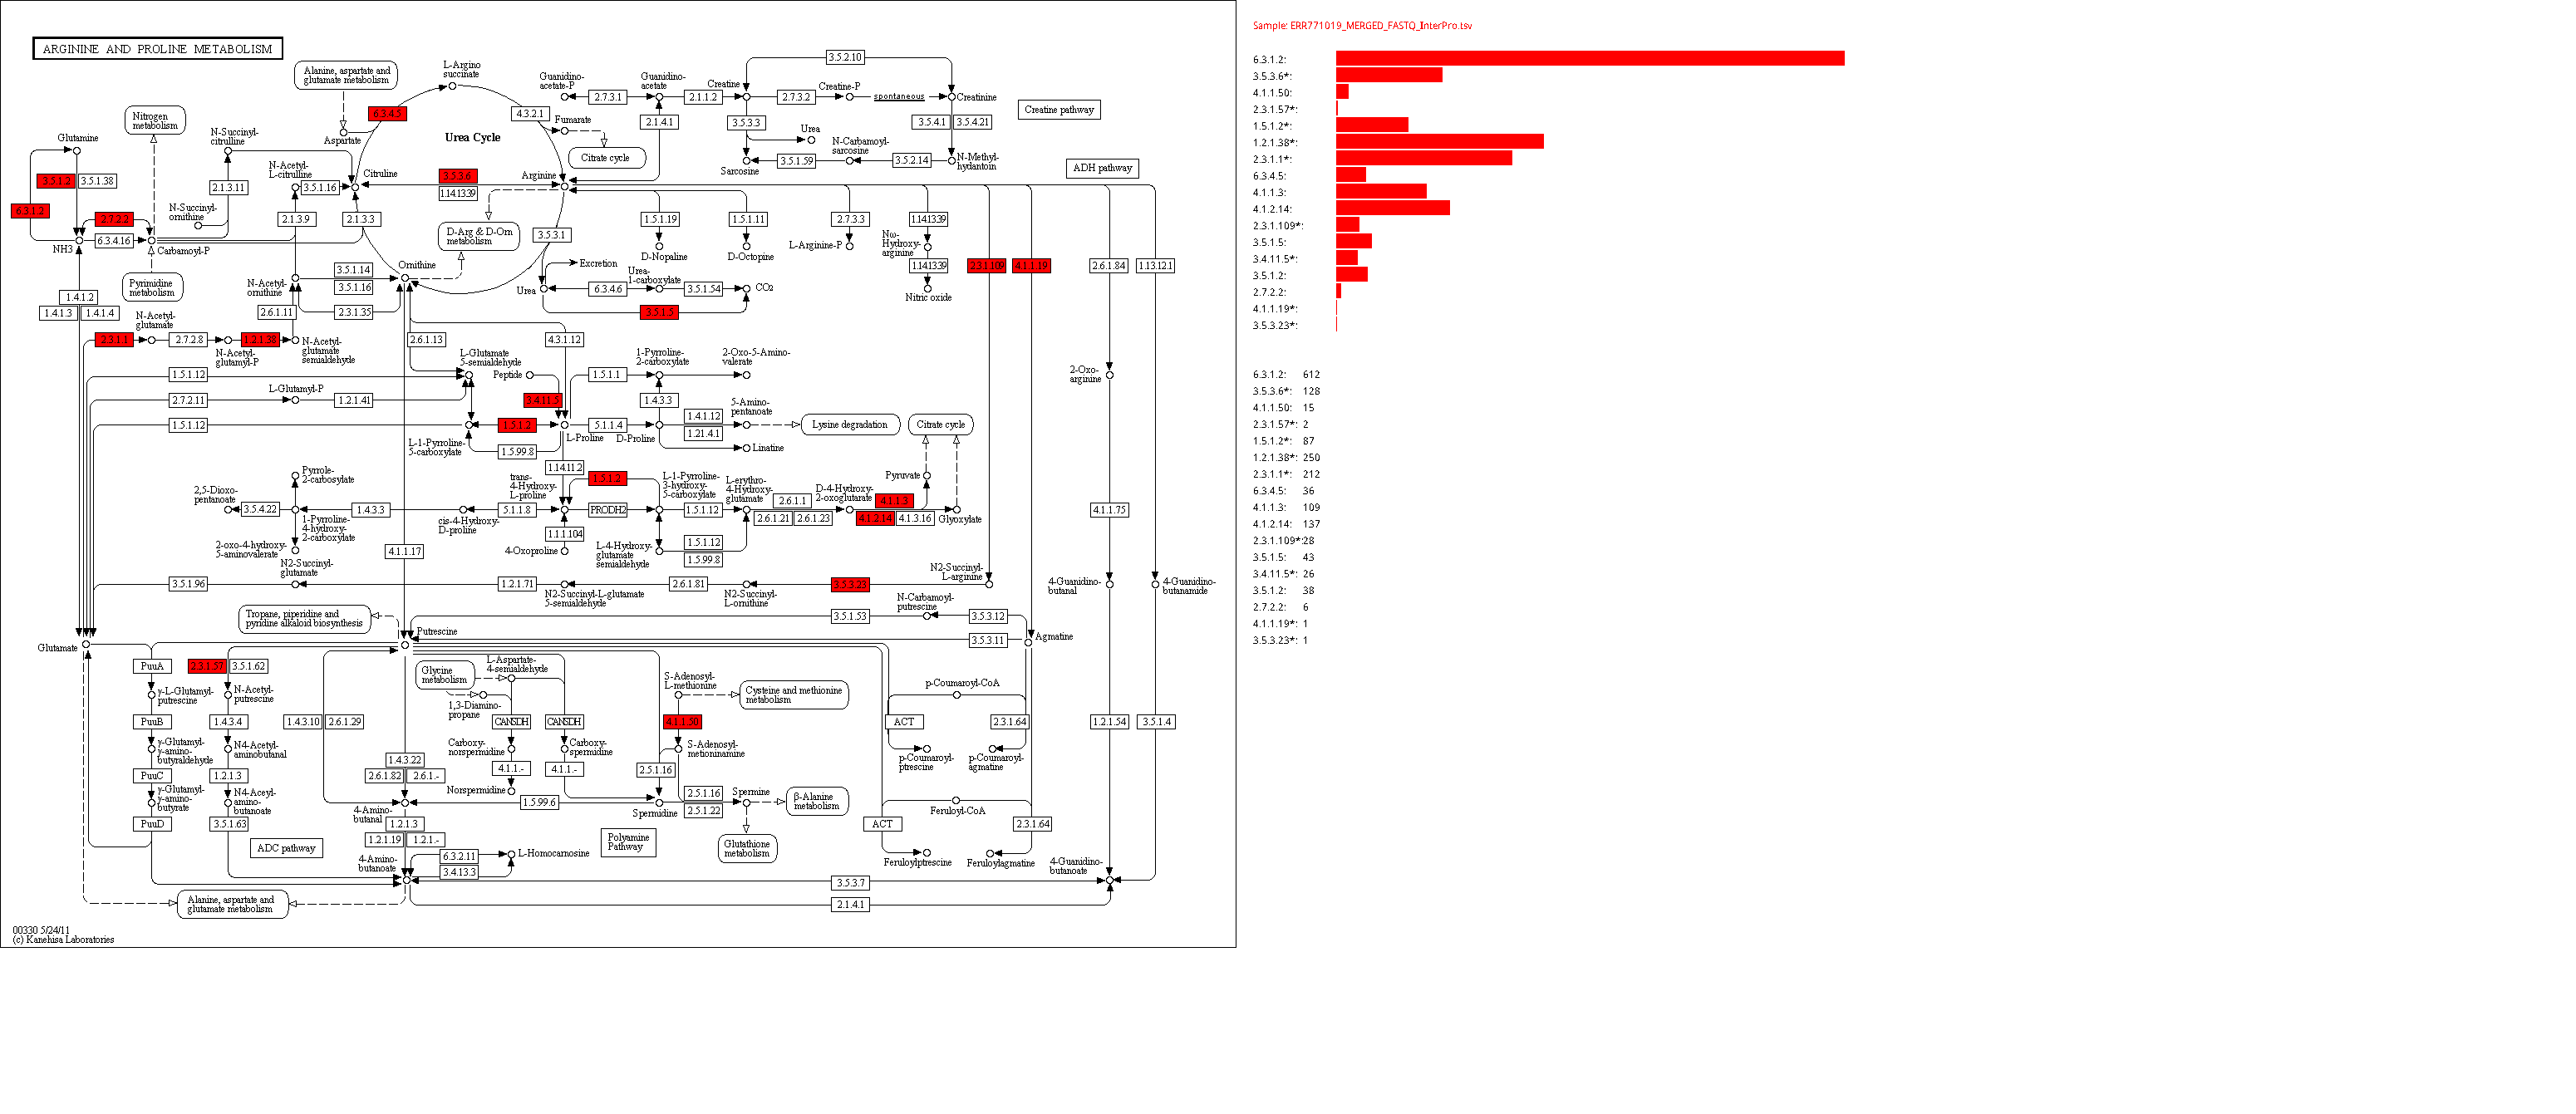 ARGININE AND PROLINE METABOLISM
Alanine, aspartate and
glutamate metabolism
L-Argino
succinate
Guanidino-
acetate-P
Guanidino-
acetate
Creatine
Creatine-P
3.5.2.10
2.7.3.1
2.1.1.2
2.7.3.2
spontaneous
Creatinine
Creatine pathway
Nitrogen
metabolism
6.3.4.5
4.3.2.1
Fumarate
2.1.4.1
3.5.3.3
Urea
3.5.4.1
3.5.4.21
Glutamine
N-Succinyl-
citrulline
Aspartate
Urea Cycle
Citrate cycle
3.5.1.59
N-Carbamoyl-
sarcosine
3.5.2.14
N-Methyl-
hydantoin
Sarcosine
ADH pathway
3.5.1.2
3.5.1.38
N-Acetyl-
L-citrulline
2.1.3.11
3.5.1.16
Citruline
3.5.3.6
1.14.13.39
Arginine
6.3.1.2
2.7.2.2
N-Succinyl-
ornithine
2.1.3.9
2.1.3.3
1.5.1.19
1.5.1.11
2.7.3.3
1.14.13.39
NH3
6.3.4.16
Carbamoyl-P
D-Arg & D-Orn
metabolism
3.5.3.1
D-Nopaline
D-Octopine
L-Arginine-P
Nω-
Hydroxy-
arginine
Pyrimidine
metabolism
3.5.1.14
3.5.1.16
Ornithine
Excretion
Urea-
1-carboxylate
1.14.13.39
2.3.1.109
4.1.1.19
2.6.1.84
1.13.12.1
N-Acetyl-
ornithine
Urea
6.3.4.6
3.5.1.54
CO2
Nitric oxide
1.4.1.2
1.4.1.3
1.4.1.4
2.6.1.11
2.3.1.35
3.5.1.5
N-Acetyl-
glutamate
2.3.1.1
2.7.2.8
1.2.1.38
N-Acetyl-
glutamyl-P
N-Acetyl-
glutamate
semialdehyde
2.6.1.13
4.3.1.12
L-Glutamate
5-semialdehyde
1-Pyrroline-
2-carboxylate
2-Oxo-5-Amino-
valerate
1.5.1.12
Peptide
1.5.1.1
2-Oxo-
arginine
L-Glutamyl-P
2.7.2.11
1.2.1.41
3.4.11.5
1.4.3.3
5-Amino-
pentanoate
1.5.1.12
1.5.1.2
5.1.1.4
1.4.1.12
1.21.4.1
Lysine degradation
Citrate cycle
L-1-Pyrroline-
5-carboxylate
1.5.99.8
L-Proline
D-Proline
Linatine
1.14.11.2
Pyrrole-
2-carbosylate
2,5-Dioxo-
pentanoate
trans-
4-Hydroxy-
L-proline
1.5.1.2
L-1-Pyrroline-
3-hydroxy-
5-carboxylate
L-erythro-
4-Hydroxy-
glutamate
D-4-Hydroxy-
2-oxoglutarate
Pyruvate
2.6.1.1
4.1.1.3
3.5.4.22
1.4.3.3
5.1.1.8
PRODH2
1.5.1.12
2.6.1.21
2.6.1.23
4.1.2.14
4.1.3.16
Glyoxylate
4.1.1.75
1-Pyrroline-
4-hydroxy-
2-carboxylate
cis-4-Hydroxy-
D-proline
1.1.1.104
4-Oxoproline
L-4-Hydroxy-
glutamate
semialdehyde
1.5.1.12
1.5.99.8
2-oxo-4-hydroxy-
5-aminovalerate
4.1.1.17
N2-Succinyl-
glutamate
3.5.1.96
1.2.1.71
2.6.1.81
3.5.3.23
N2-Succinyl-
L-arginine
N2-Succinyl-L-glutamate
5-semialdehyde
N2-Succinyl-
L-ornithine
4-Guanidino-
butanal
4-Guanidino-
butanamide
Tropane, piperidine and
pyridine alkaloid biosynthesis
3.5.1.53
N-Carbamoyl-
putrescine
3.5.3.12
Putrescine
3.5.3.11
Agmatine
Glutamate
PuuA
2.3.1.57
3.5.1.62
Glycine
metabolism
L-Aspartate-
4-semialdehyde
S-Adenosyl-
L-methionine
Cysteine and methionine
metabolism
p-Coumaroyl-CoA
γ-L-Glutamyl-
putrescine
N-Acetyl-
putrescine
1,3-Diamino-
propane
PuuB
1.4.3.4
1.4.3.10
2.6.1.29
CANSDH
CANSDH
4.1.1.50
ACT
2.3.1.64
1.2.1.54
3.5.1.4
γ-Glutamyl-
γ-amino-
butyraldehyde
N4-Acetyl-
aminobutanal
Carboxy-
norspermidine
Carboxy-
spermidine
S-Adenosyl-
metioninamine
p-Coumaroyl-
ptrescine
p-Coumaroyl-
agmatine
PuuC
1.2.1.3
1.4.3.22
2.6.1.82
2.6.1.-
4.1.1.-
4.1.1.-
2.5.1.16
γ-Glutamyl-
γ-amino-
butyrate
N4-Aceyl-
amino-
butanoate
Norspermidine
1.5.99.6
Spermidine
2.5.1.16
2.5.1.22
Spermine
β-Alanine
metabolism
Feruloyl-CoA
4-Amino-
butanal
PuuD
3.5.1.63
1.2.1.3
1.2.1.19
1.2.1.-
ADC pathway
Polyamine
Pathway
Glutathione
metabolism
ACT
2.3.1.64
4-Amino-
butanoate
6.3.2.11
3.4.13.3
L-Homocarnosine
Feruloylptrescine
Feruloylagmatine
4-Guanidino-
butanoate
3.5.3.7
Alanine, aspartate and
glutamate metabolism
2.1.4.1
00330 5/24/11
(c) Kanehisa Laboratories
Sample: ERR771019_MERGED_FASTQ_InterPro.tsv
6.3.1.2:
3.5.3.6*:
4.1.1.50:
2.3.1.57*:
1.5.1.2*:
1.2.1.38*:
2.3.1.1*:
6.3.4.5:
4.1.1.3:
4.1.2.14:
2.3.1.109*:
3.5.1.5:
3.4.11.5*:
3.5.1.2:
2.7.2.2:
4.1.1.19*:
3.5.3.23*:
6.3.1.2: 612
3.5.3.6*: 128
4.1.1.50: 15
2.3.1.57*: 2
1.5.1.2*: 87
1.2.1.38*: 250
2.3.1.1*: 212
6.3.4.5: 36
4.1.1.3: 109
4.1.2.14: 137
2.3.1.109*: 28
3.5.1.5: 43
3.4.11.5*: 26
3.5.1.2: 38
2.7.2.2: 6
4.1.1.19*: 1
3.5.3.23*: 1